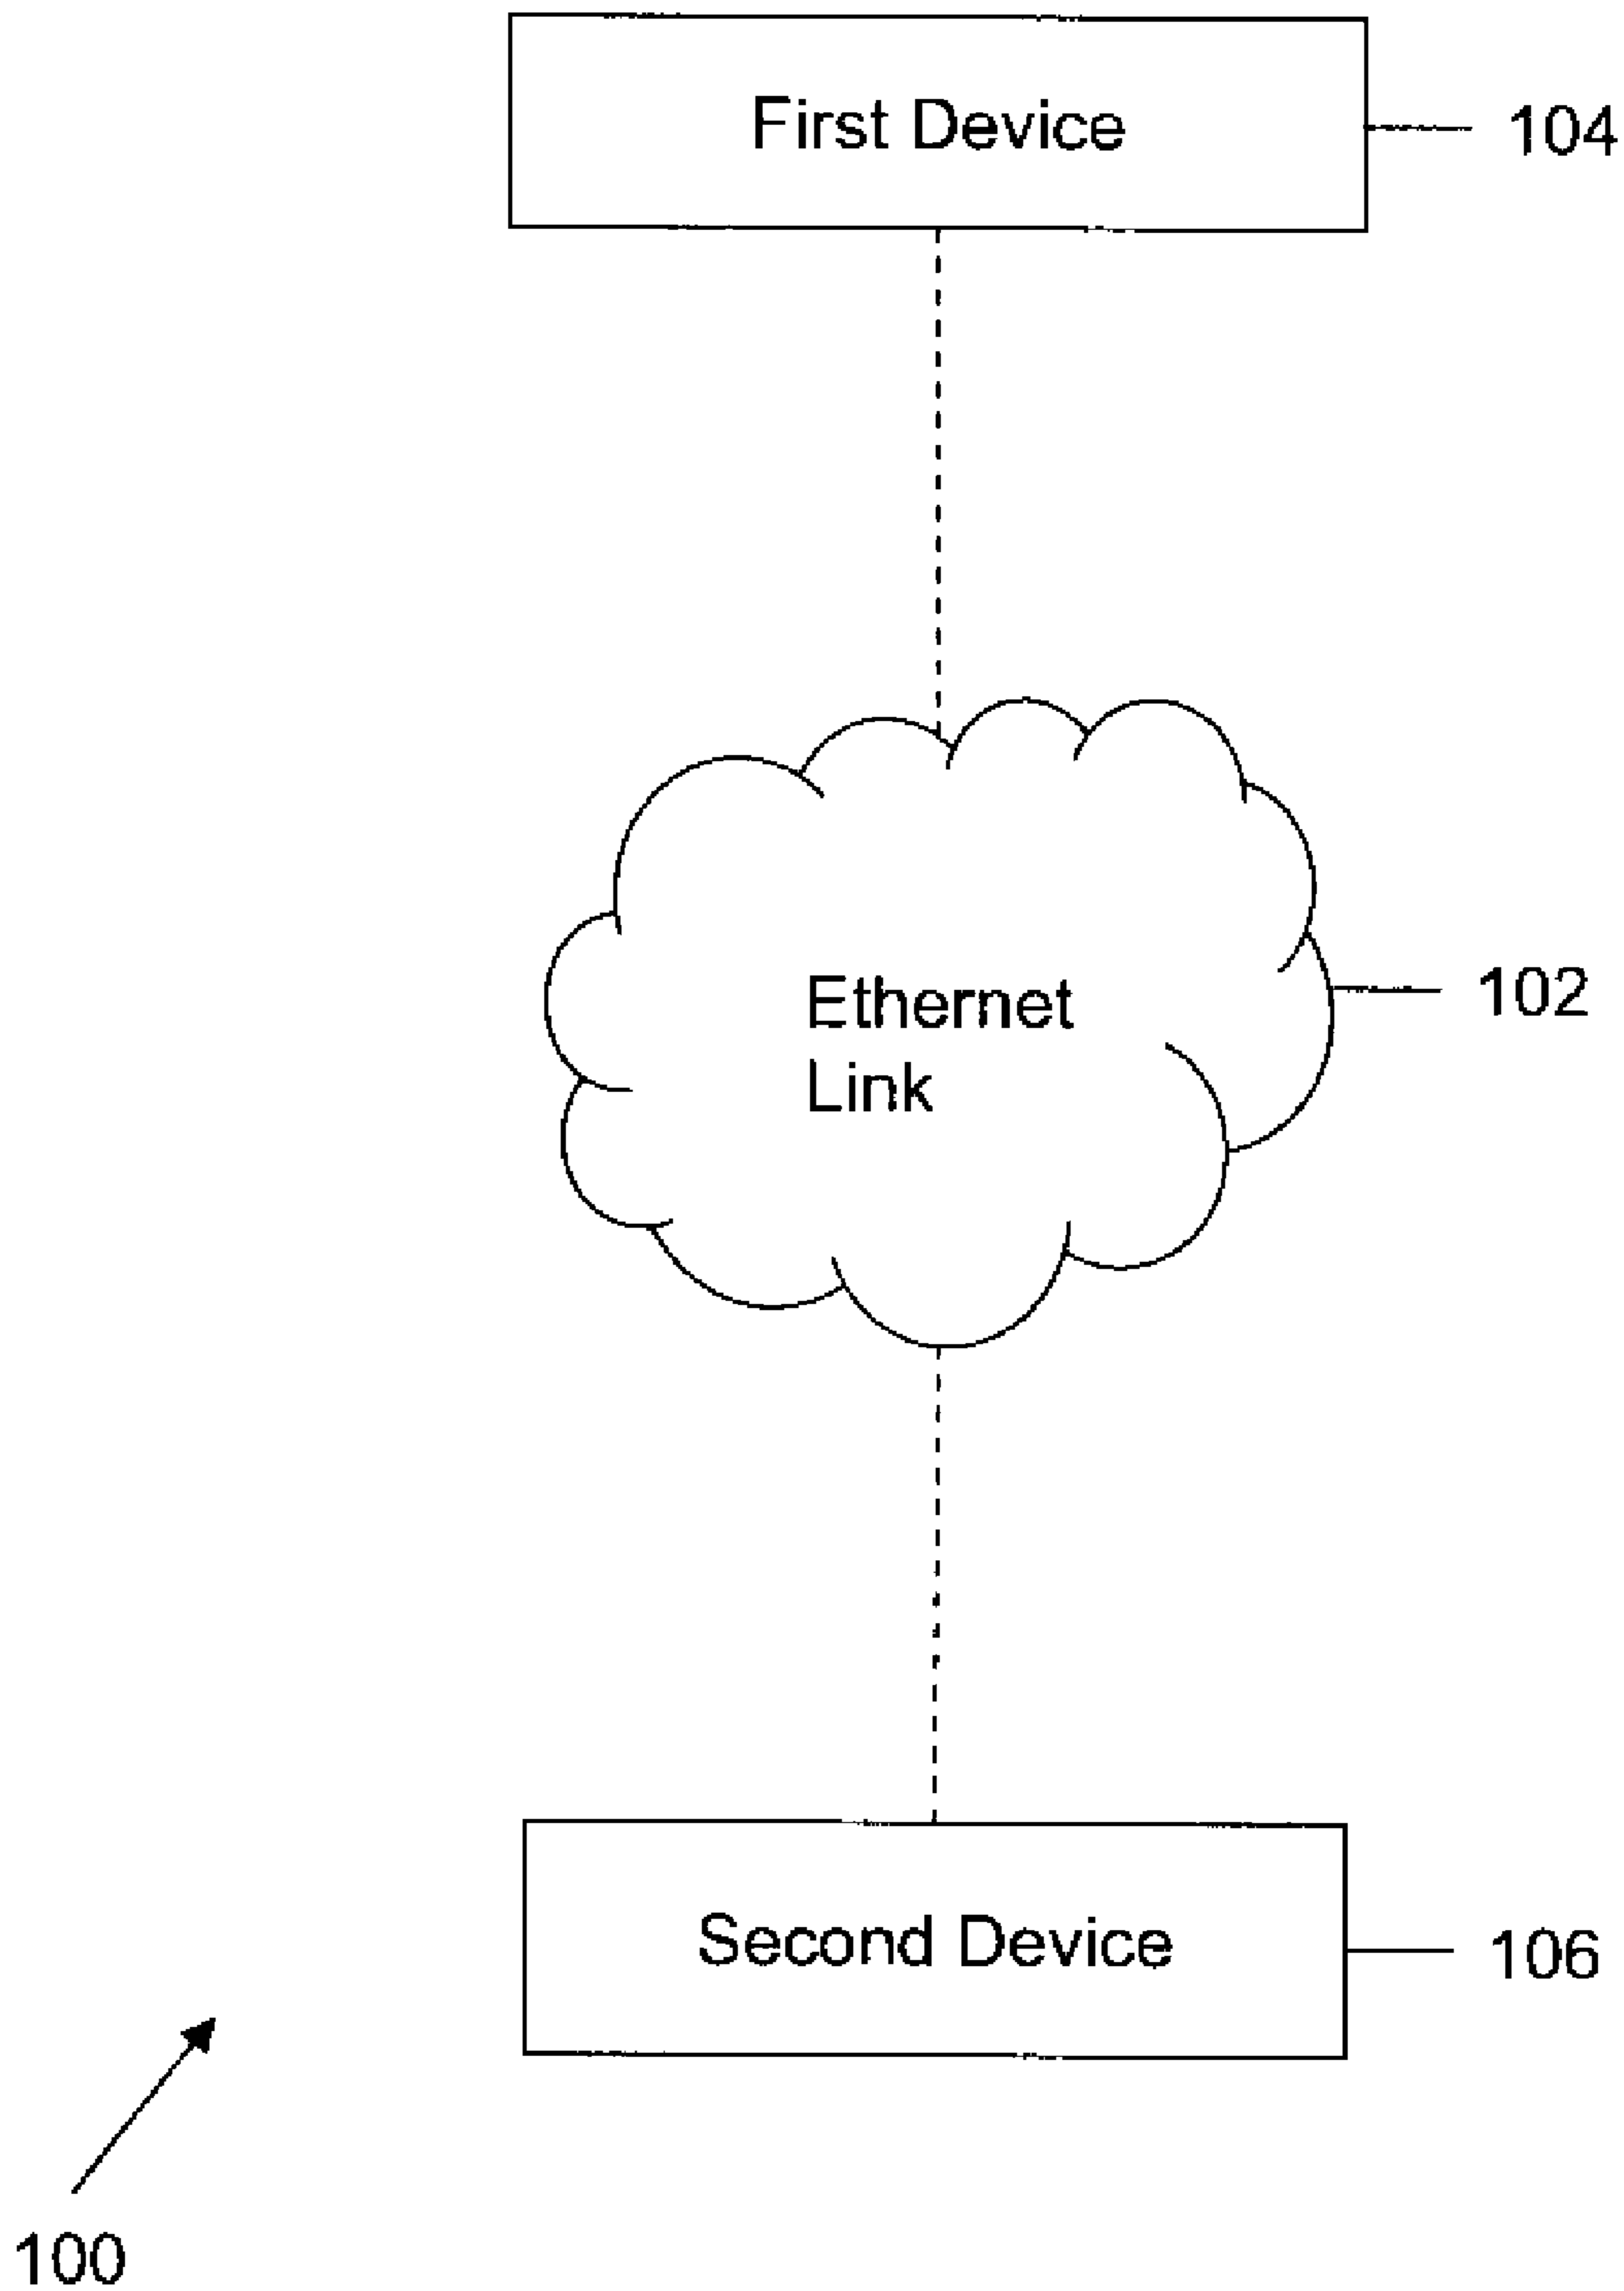 First Device
104
Ethernet
Link
102
Second Device
106
100